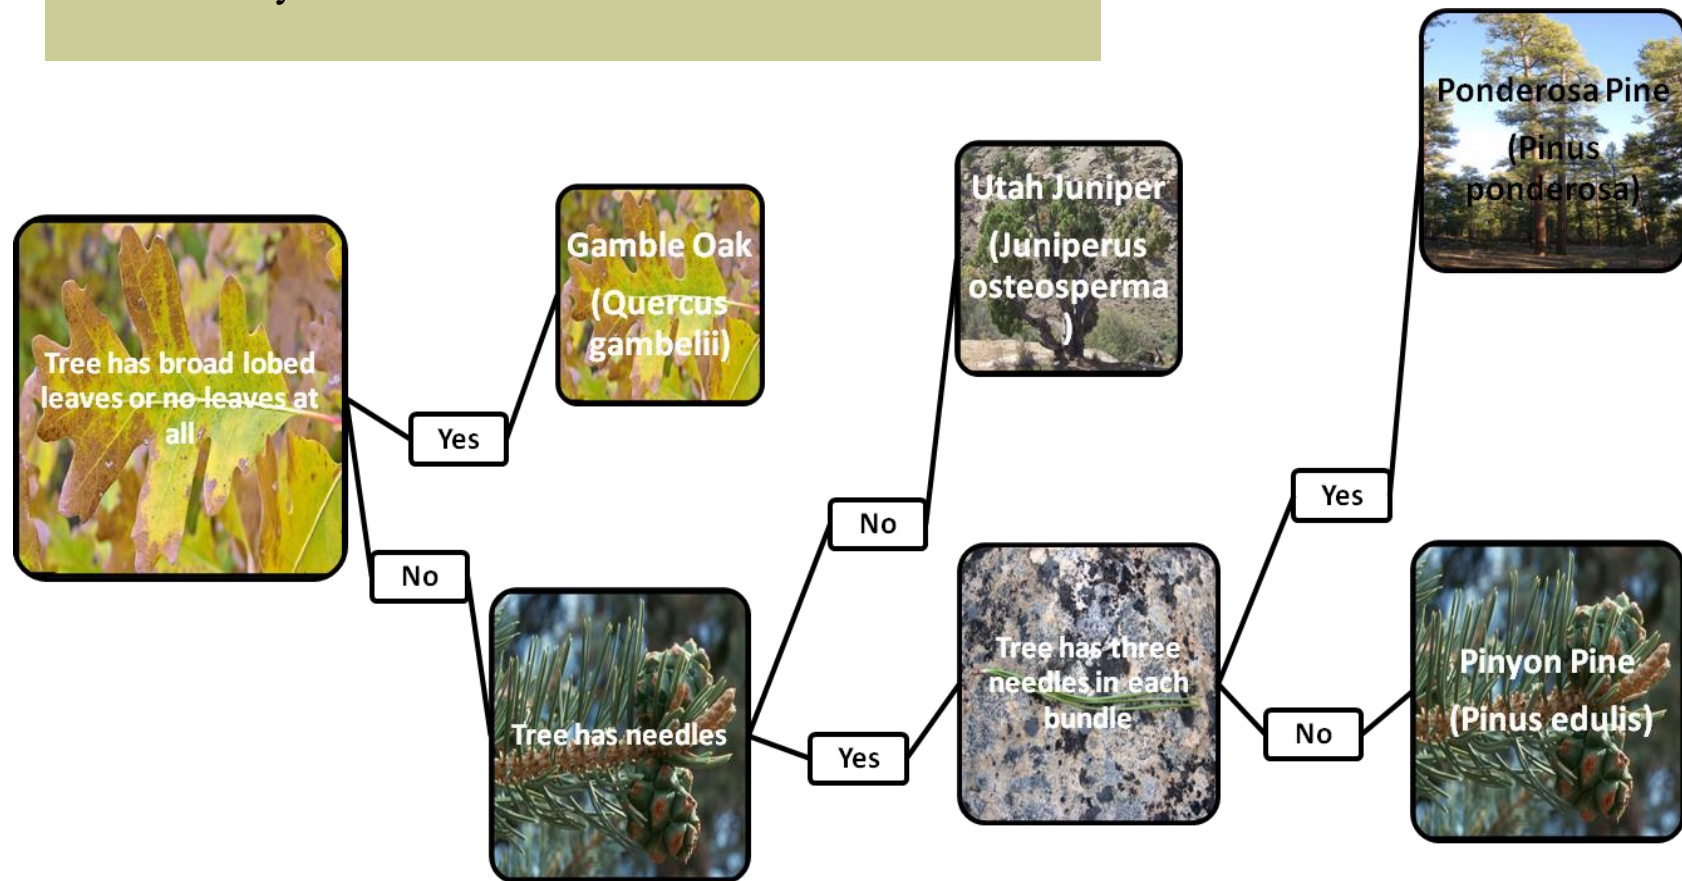 Tree has broad lobed
leaves or no leaves at
all
Yes
No
Gamble Oak
(Quercus
gambelii)
Tree has needles
No
Yes
Utah Juniper
(Juniperus
osteosperma
)
Tree has three
needles in each
bundle
Yes
No
Ponderosa Pine
(Pinus
ponderosa)
Pinyon Pine
(Pinus edulis)